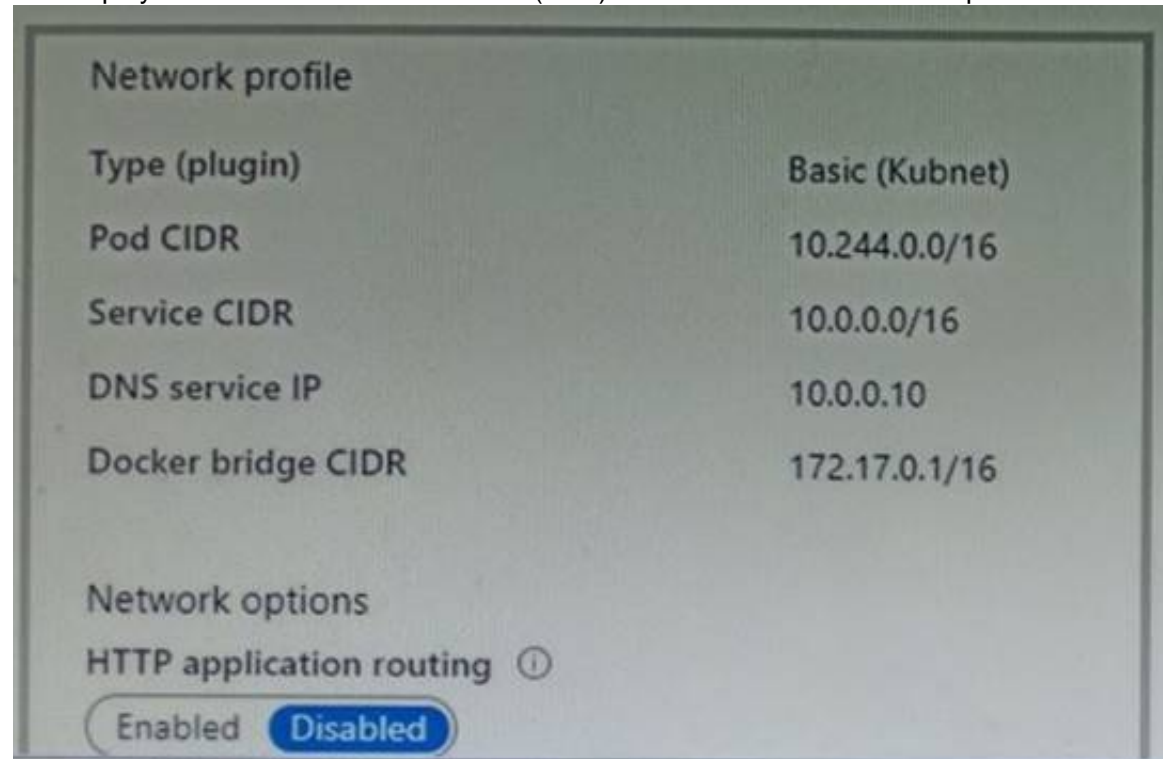 Network profile
Type (plugin) Basic (Kubnet)
Pod CIDR 10.244.0.0/16
Service CIDR 10.0.0.0/16
DNS service IP 10.0.0.10
Docker bridge CIDR 172.17.0.1/16
Network options
HTTP application routing
Enabled Disabled